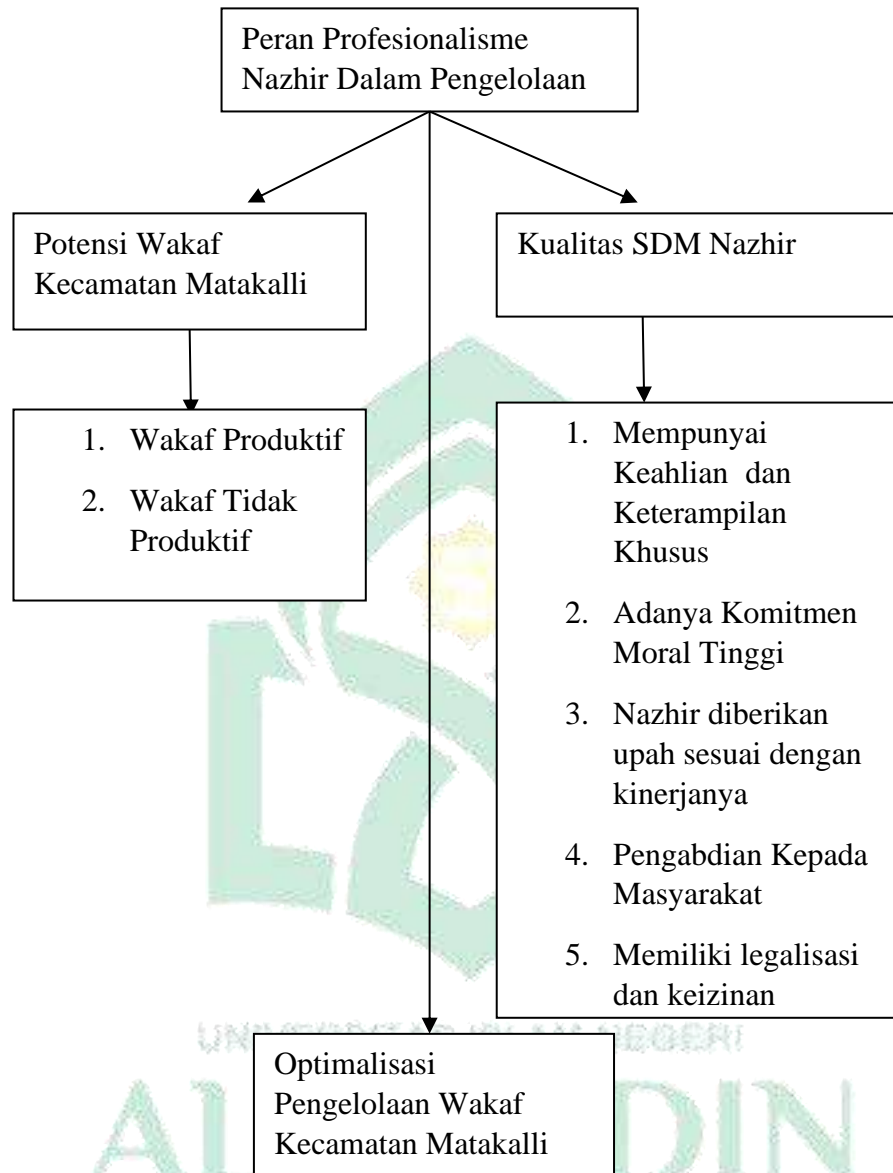 Peran Profesionalisme
Nazhir Dalam Pengelolaan
Potensi Wakaf
Kecamatan Matakalli
Kualitas SDM Nazhir
1. Wakaf Produktif
2. Wakaf Tidak
Produktif
1. Mempunyai
Keahlian dan
Keterampilan
Khusus
2. Adanya Komitmen
Moral Tinggi
3. Nazhir diberikan
upah sesuai dengan
kinerjanya
4. Pengabdian Kepada
Masyarakat
5. Memiliki legalisasi
dan keizinan
Optimalisasi
Pengelolaan Wakaf
Kecamatan Matakalli